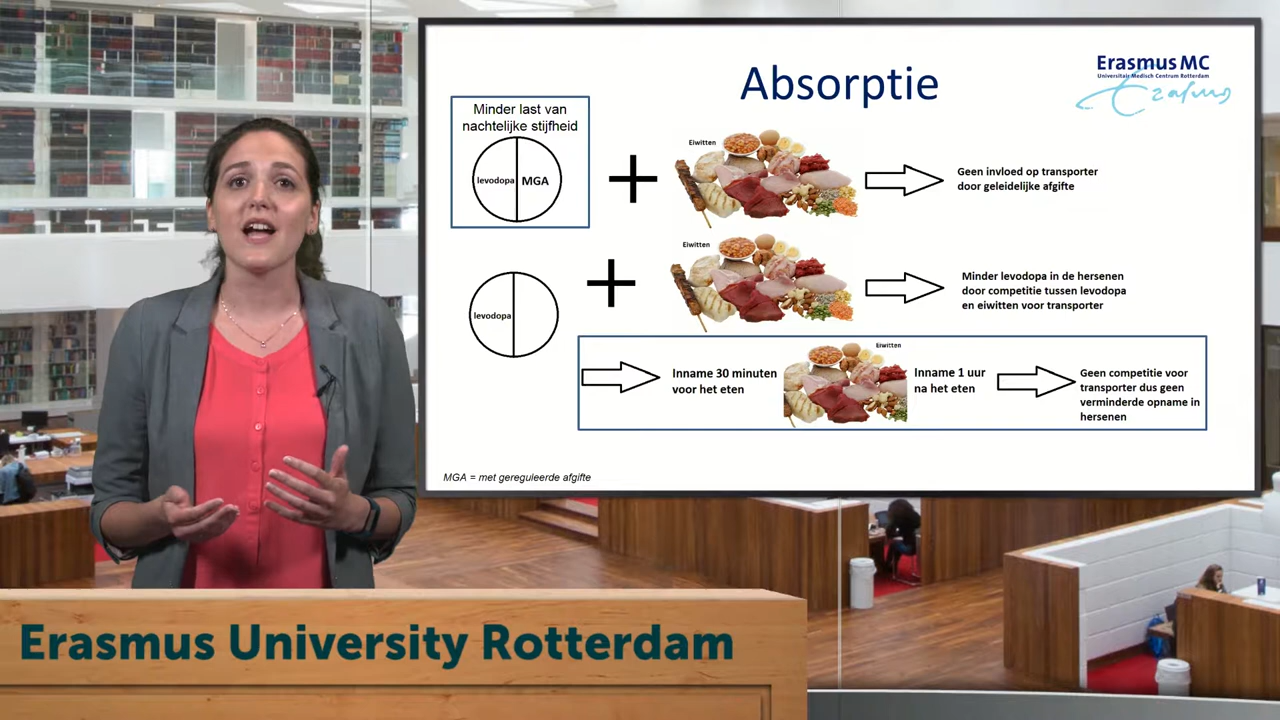 Absorptie
Erasmus MC
Universitair Medisch Centrum Rotterdam
Erasmus
Minder last van
nachtelijke stijfheid
levodopa
MGA
Eiwitten
Geen invloed op transporter
door geleidelijke afgifte
levodopa
Eiwitten
Minder levodopa in de hersenen
door competitie tussen levodopa
en eiwitten voor transporter
Inname 30 minuten
voor het eten
Eiwitten
Inname 1 uur
na het eten
Geen competitie voor
transporter dus geen
verminderde opname in
hersenen
MGA = met gereguleerde afgifte
Erasmus University Rotterdam